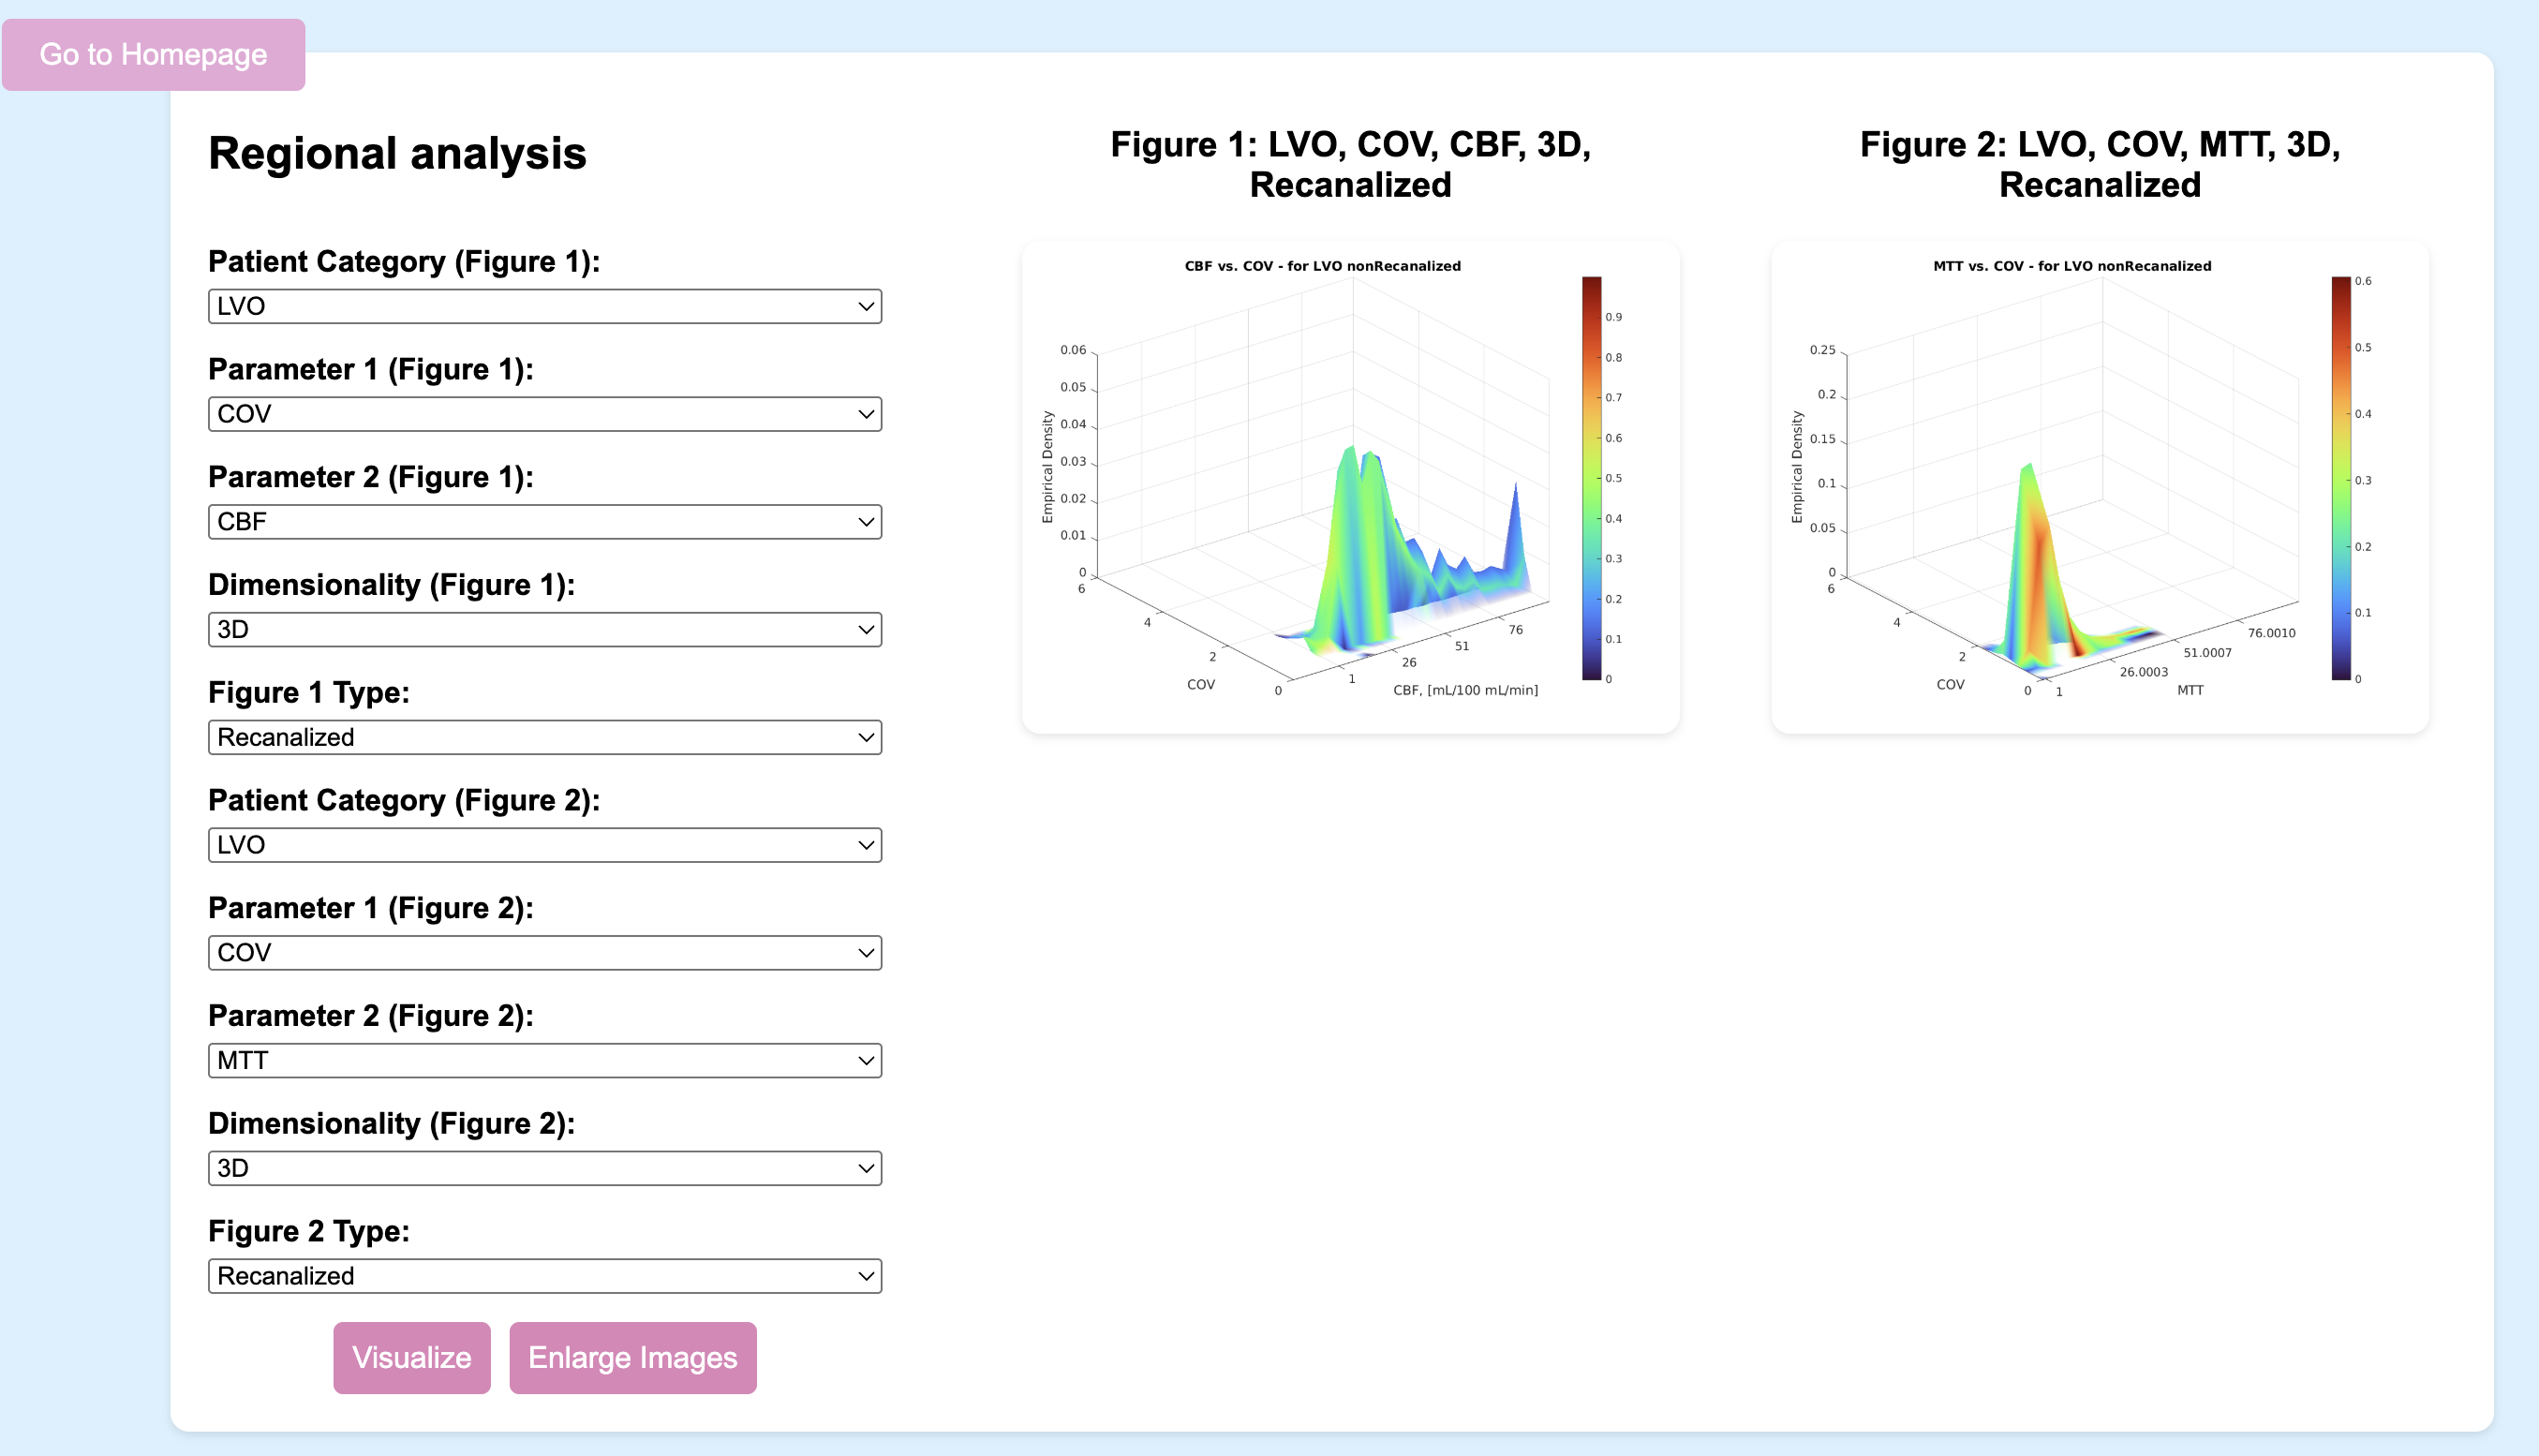 Go to Homepage
Regional analysis
Patient Category (Figure 1):
LVO
Parameter 1 (Figure 1):
COV
Parameter 2 (Figure 1):
CBF
Dimensionality (Figure 1):
3D
Figure 1 Type:
Recanalized
Patient Category (Figure 2):
LVO
Parameter 1 (Figure 2):
COV
Parameter 2 (Figure 2):
MTT
Dimensionality (Figure 2):
3D
Figure 2 Type:
Recanalized
Visualize
Enlarge Images
Figure 1: LVO, COV, CBF, 3D,
Recanalized
CBF vs. COV - for LVO nonRecanalized
Empirical Density
0.06
0.05
0.04
0.03
0.02
0.01
0
6
4
2
0
COV
1
26
51
76
CBF, [mL/100 mL/min]
0.9
0.8
0.7
0.6
0.5
0.4
0.3
0.2
0.1
0
Figure 2: LVO, COV, MTT, 3D,
Recanalized
MTT vs. COV - for LVO nonRecanalized
Empirical Density
0.25
0.2
0.15
0.1
0.05
0
6
4
2
0
COV
1
26.0003
51.0007
76.0010
MTT
0.6
0.5
0.4
0.3
0.2
0.1
0